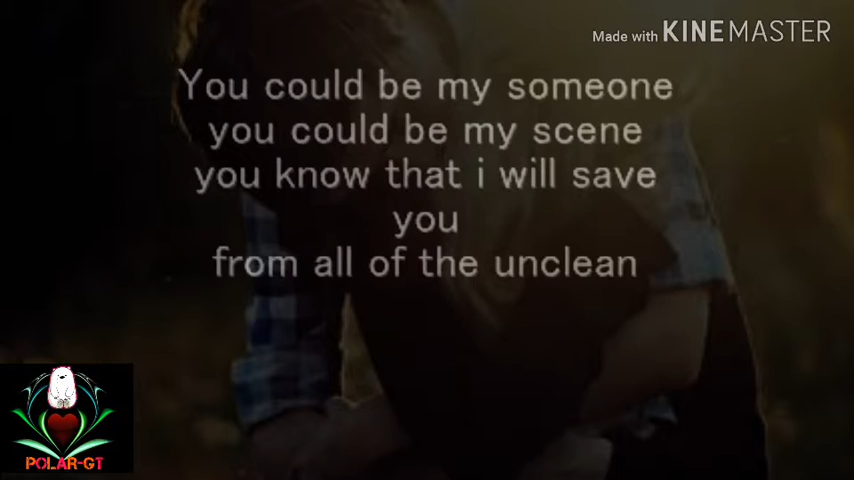 Made with KINEMASTER
You could be my someone
you could be my scene
you know that i will save
you
from all of the unclean
POLAR-GT